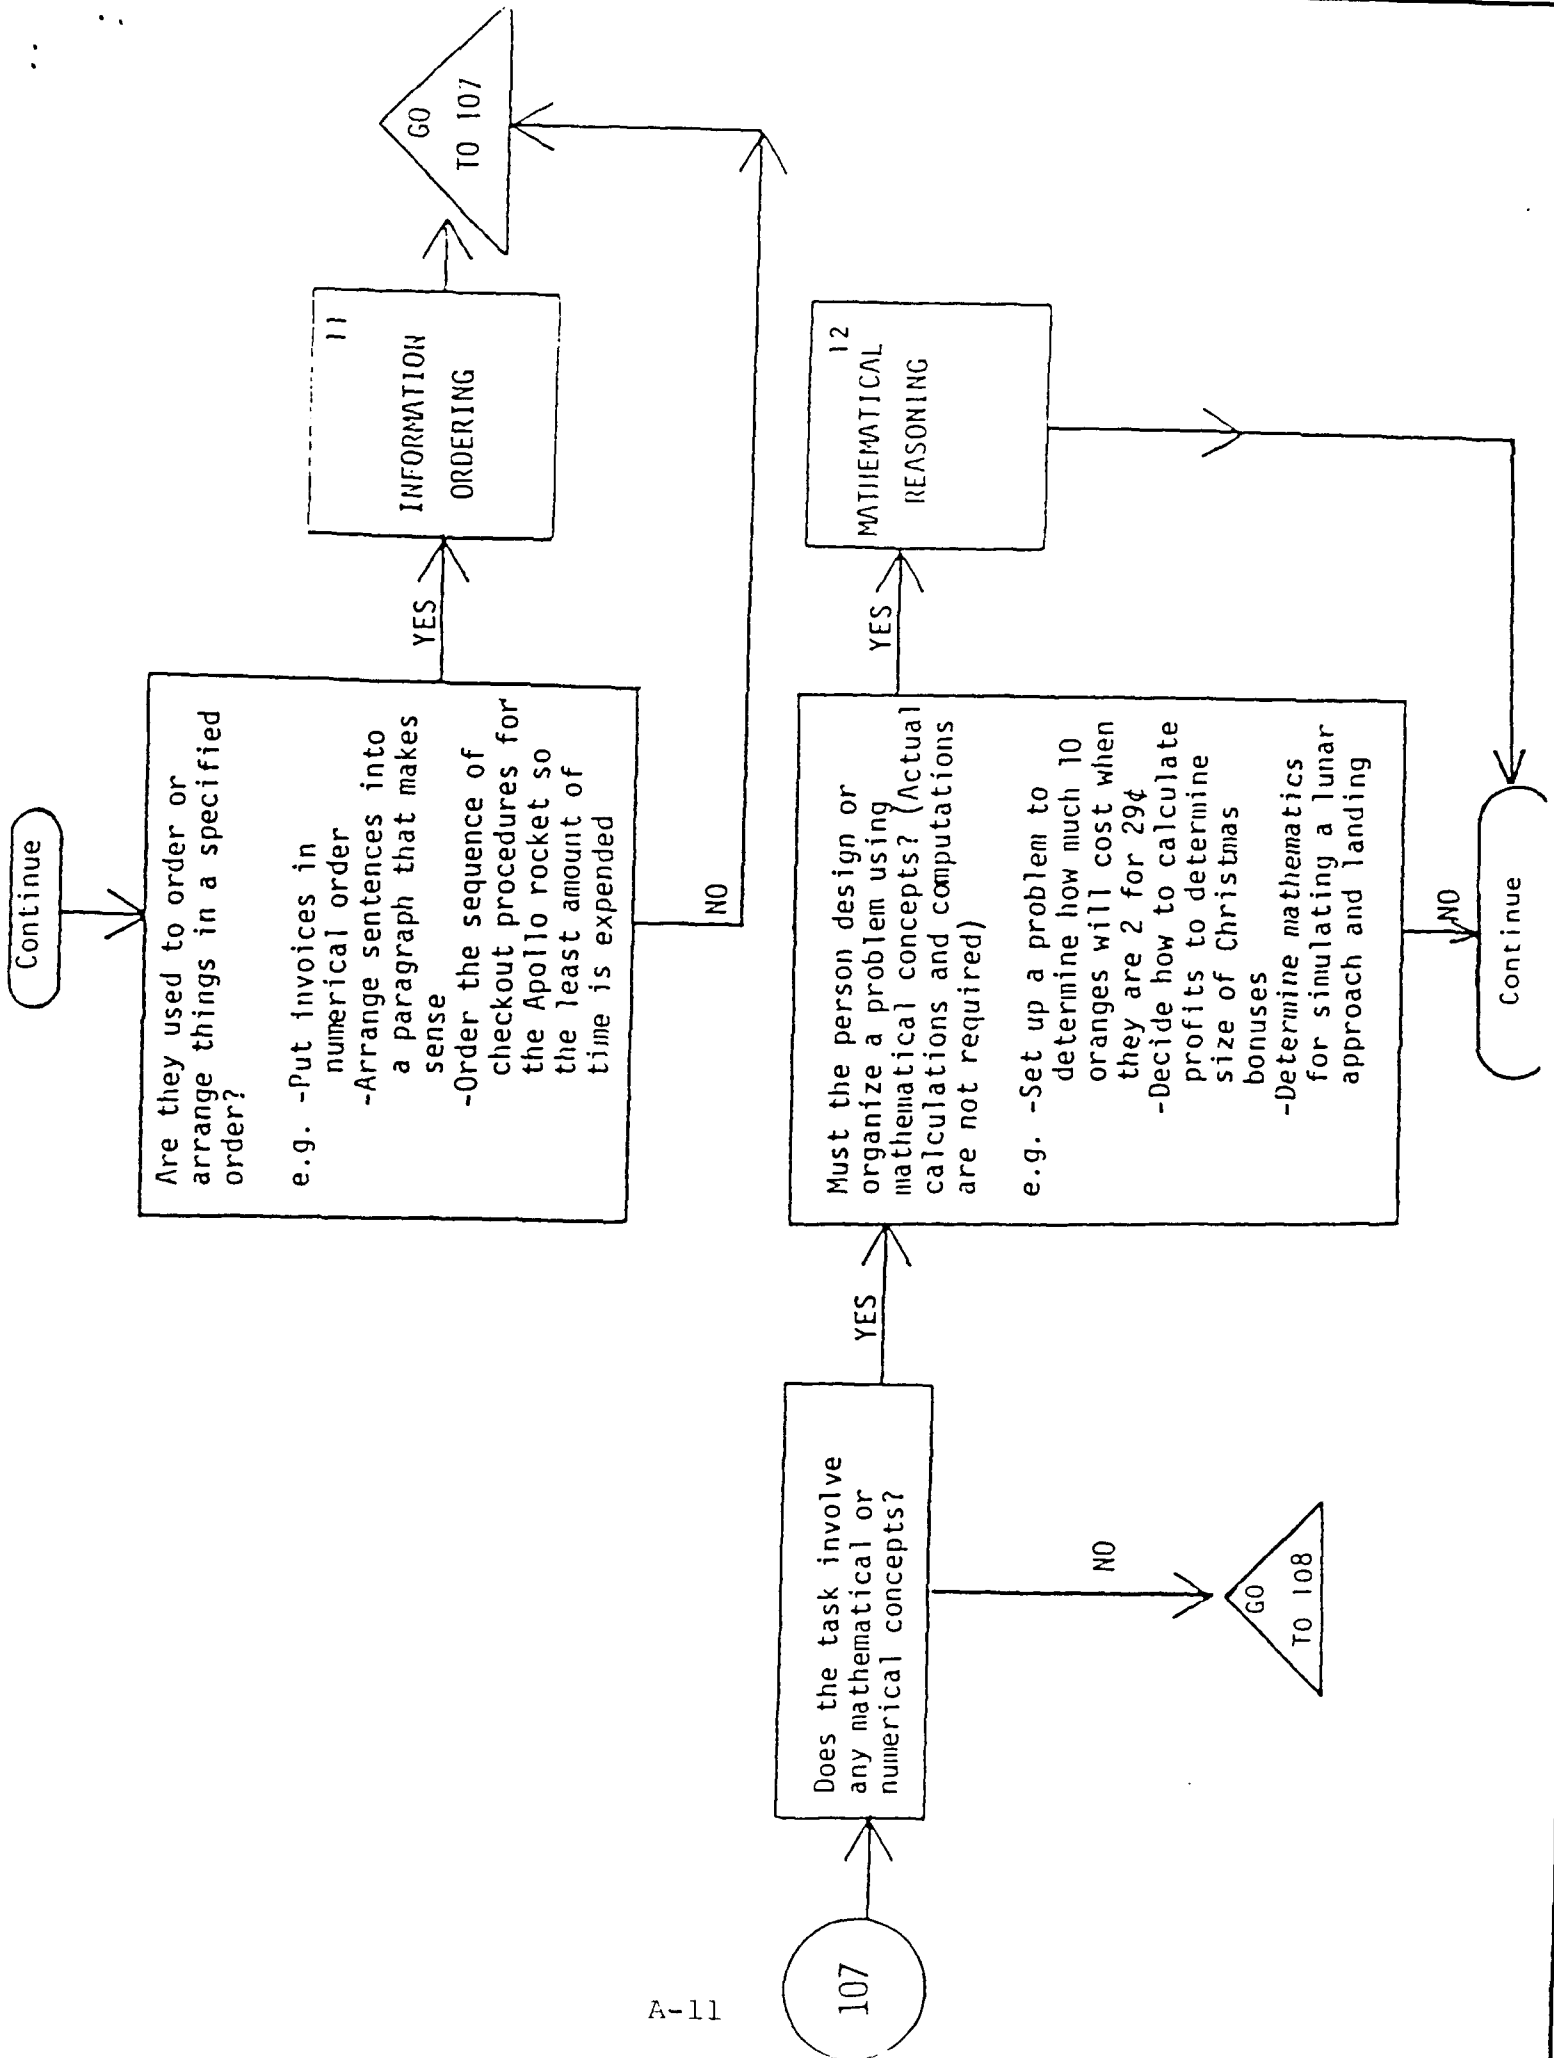 Continue
Are they used to order or
arrange things in a specified
order?
e.g. -Put invoices in
numerical order
-Arrange sentences into
a paragraph that makes
sense
-Order the sequence of
checkout procedures for
the Apollo rocket so
the least amount of
time is expended
YES
11
INFORMATION
ORDERING
GO
TO 107
NO
107
Does the task involve
any mathematical or
numerical concepts?
YES
NO
GO
TO 108
Must the person design or
organize a problem using
mathematical concepts? (Actual
calculations and computations
are not required)
e.g. -Set up a problem to
determine how much 10
oranges will cost when
they are 2 for 29¢
-Decide how to calculate
profits to determine
size of Christmas
bonuses
-Determine mathematics
for simulating a lunar
approach and landing
YES
12
MATHEMATICAL
REASONING
NO
Continue
A-11